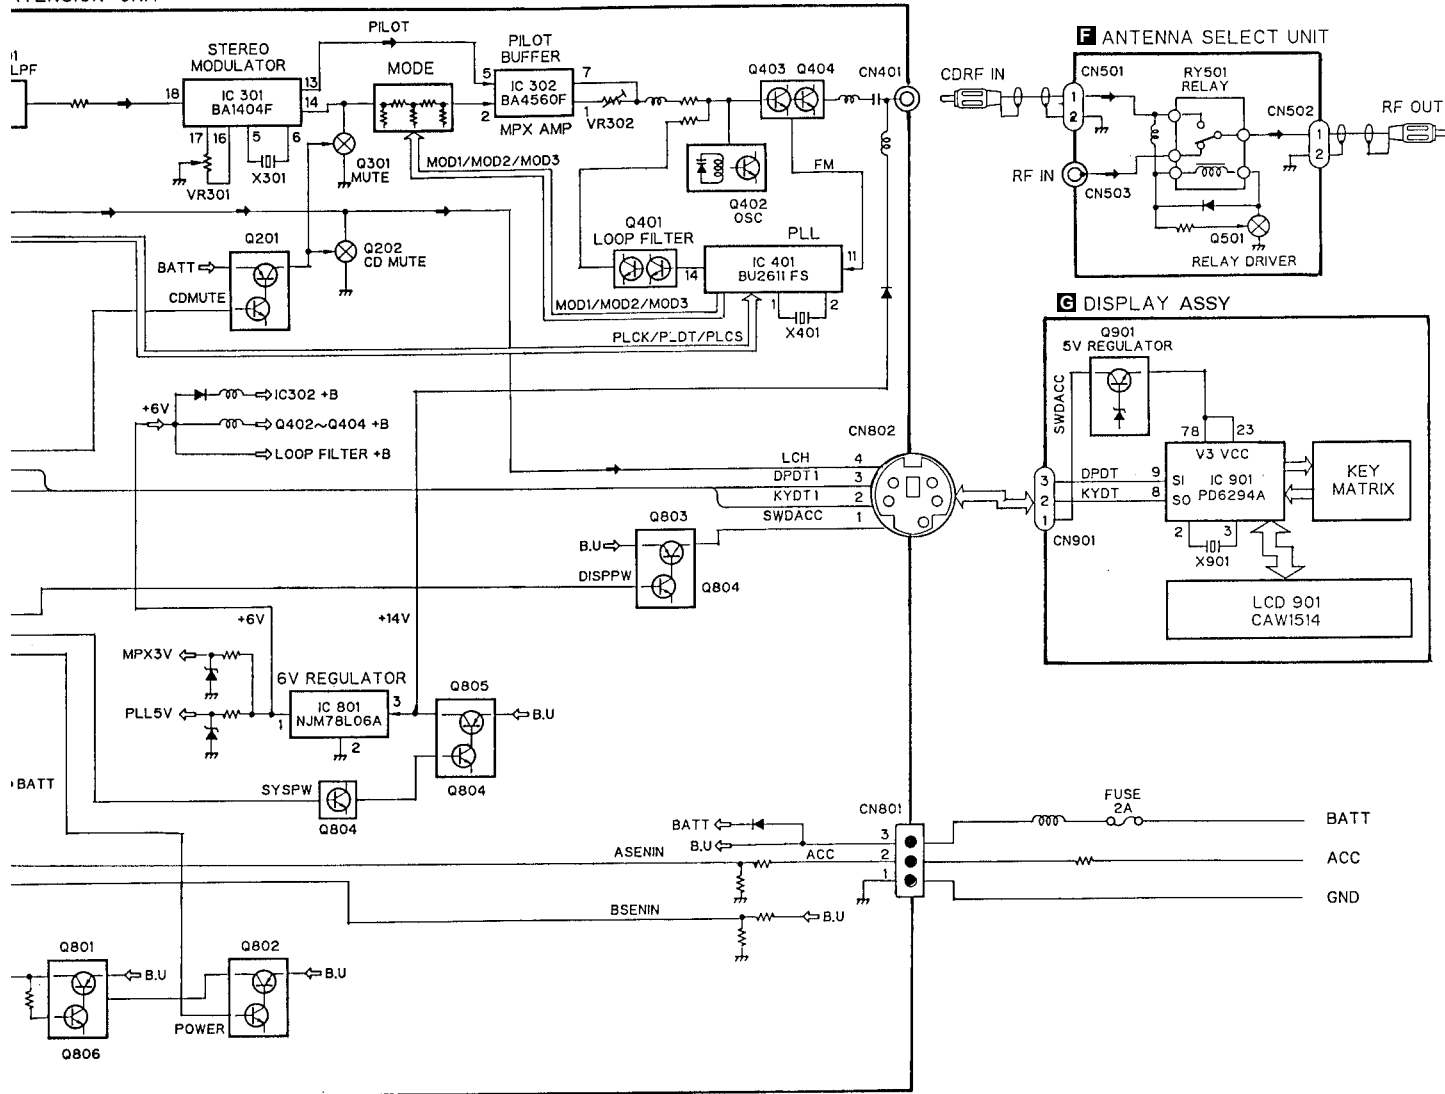 PILOT
STEREO
MODULATOR
LPF
18
IC 301
BA1404F
13
14
17
16
5
6
VR301
X301
MODE
Q301
MUTE
MOD1/MOD2/MOD3
PILOT
BUFFER
5
7
IC 302
BA4560F
2
1
MPX AMP
VR302
Q403
Q404
CN401
Q402
OSC
FM
Q201
BATT
CDMUTE
Q202
CD MUTE
Q401
LOOP FILTER
14
PLL
IC 401
BU2611 FS
11
1
2
X401
MOD1/MOD2/MOD3
PLCK/PLDT/PLCS
F ANTENNA SELECT UNIT
CDRF IN
CN501
1
2
RY501
RELAY
CN502
1
2
RF OUT
RF IN
CN503
Q501
RELAY DRIVER
G DISPLAY ASSY
Q901
5V REGULATOR
SWDACC
78
23
V3 VCC
IC 901
PD6294A
9
SI
8
SO
DPDT
KYDT
3
2
1
CN901
2
3
X901
KEY
MATRIX
LCD 901
CAW1514
+6V
IC302 +B
Q402~Q404 +B
LOOP FILTER +B
CN802
LCH
4
DPDT1
3
KYDT1
2
SWDACC
1
Q803
B.U
DISPPW
Q804
+6V
+14V
MPX3V
PLL5V
6V REGULATOR
IC 801
NJM78L06A
1
3
2
Q805
B.U
Q804
SYSPW
Q804
BATT
CN801
BATT
B.U
3
ASENIN
ACC
2
1
FUSE
2A
BATT
ACC
GND
BSENIN
B.U
Q801
B.U
Q806
Q802
B.U
POWER